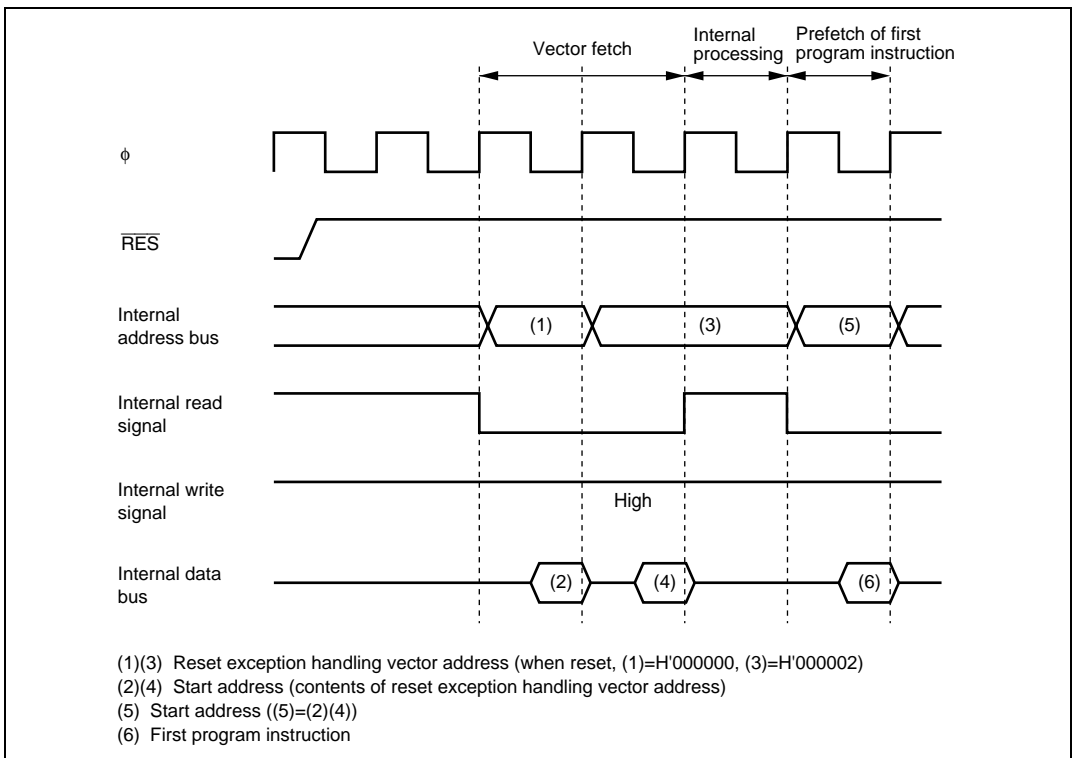 Vector fetch
Internal
processing
Prefetch of first
program instruction
ϕ
RES
Internal
address bus
(1)
(3)
(5)
Internal read
signal
Internal write
signal
High
Internal data
bus
(2)
(4)
(6)
(1)(3) Reset exception handling vector address (when reset, (1)=H'000000, (3)=H'000002)
(2)(4) Start address (contents of reset exception handling vector address)
(5) Start address ((5)=(2)(4))
(6) First program instruction